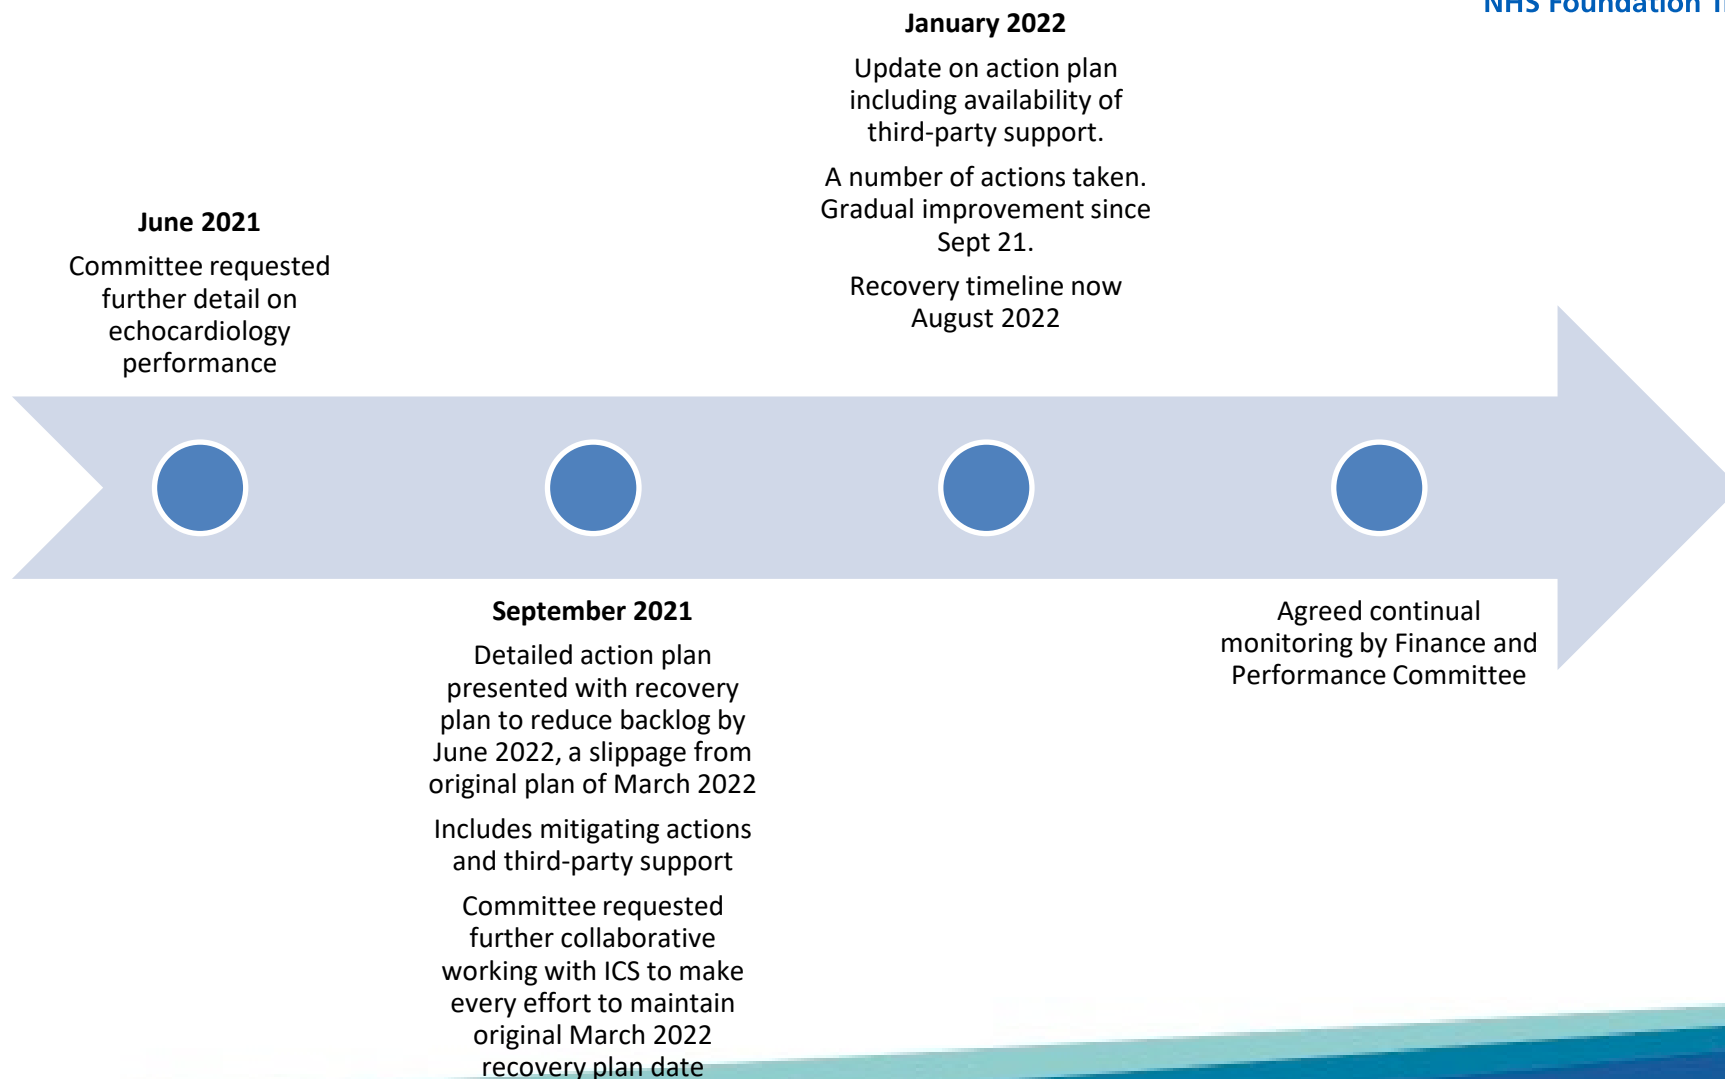 NHS Foundation
January 2022
Update on action plan
including availability of
third-party support.
A number of actions taken.
Gradual improvement since
Sept 21.
Recovery timeline now
August 2022
June 2021
Committee requested
further detail on
echocardiology
performance
September 2021
Detailed action plan
presented with recovery
plan to reduce backlog by
June 2022, a slippage from
original plan of March 2022
Includes mitigating actions
and third-party support
Committee requested
further collaborative
working with ICS to make
every effort to maintain
original March 2022
recovery plan date
Agreed continual
monitoring by Finance and
Performance Committee